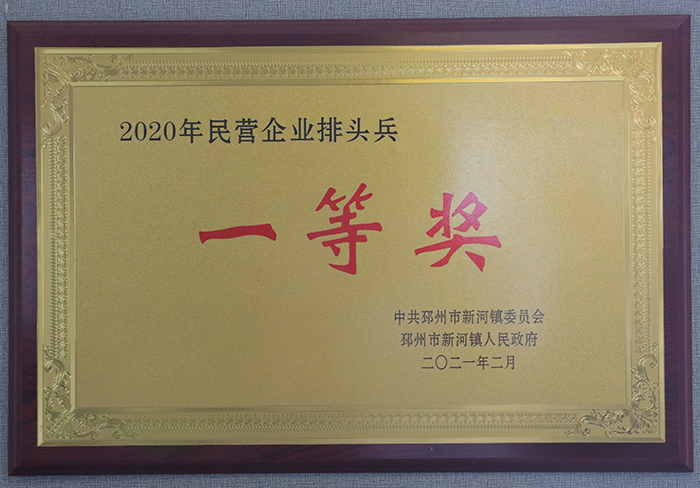 2020年民营企业排头兵
一等奖
中共邳州市新河镇委员会
邳州市新河镇人民政府
二〇二一年二月